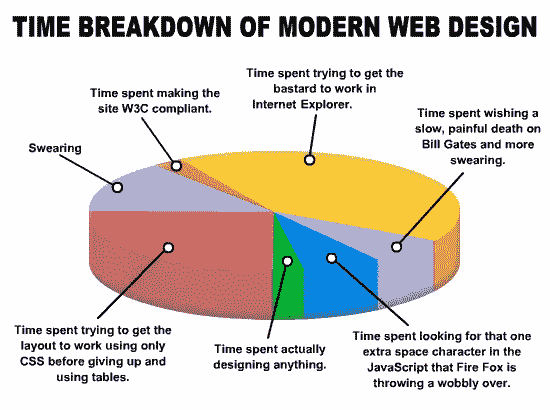 TIME BREAKDOWN OF MODERN WEB DESIGN
Time spent trying to get the
bastard to work in
Internet Explorer.
Time spent making the
site W3C compliant.
Time spent wishing a
slow, painful death on
Bill Gates and more
swearing.
Swearing
Time spent trying to get the
layout to work using only
CSS before giving up and
using tables.
Time spent actually
designing anything.
Time spent looking for that one
extra space character in the
JavaScript that Fire Fox is
throwing a wobbly over.